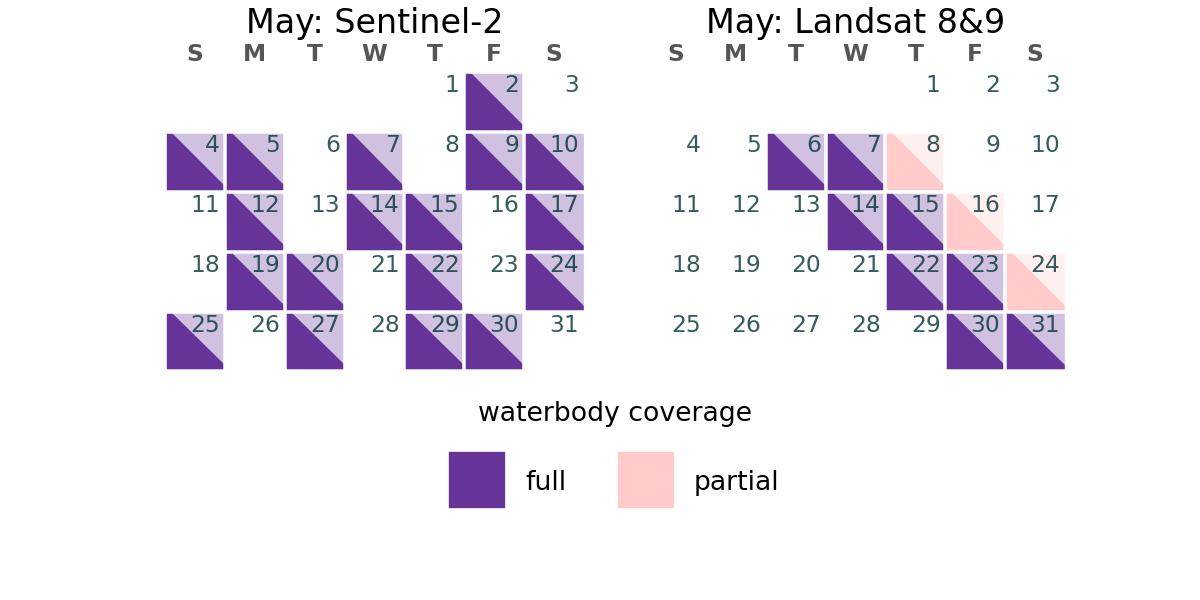 May: Sentinel-2
S M T W T F S
1 2 3
4 5 6 7 8 9 10
11 12 13 14 15 16 17
18 19 20 21 22 23 24
25 26 27 28 29 30 31
May: Landsat 8&9
S M T W T F S
1 2 3
4 5 6 7 8 9 10
11 12 13 14 15 16 17
18 19 20 21 22 23 24
25 26 27 28 29 30 31
waterbody coverage
full partial